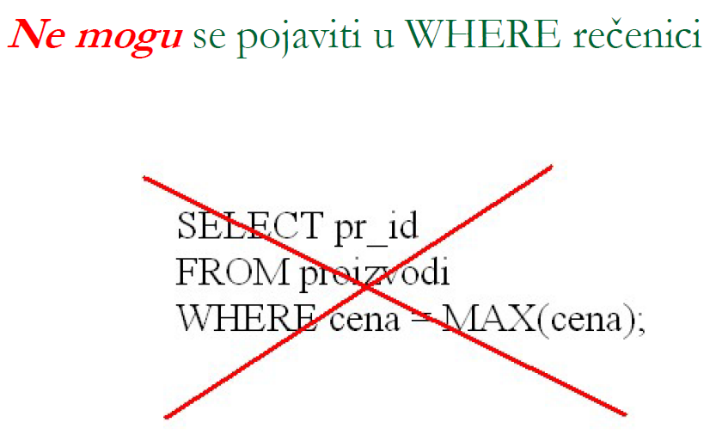 Ne mogu se pojaviti u WHERE rečenici
SELECT pr_id
FROM proizvodi
WHERE cena = MAX(cena);